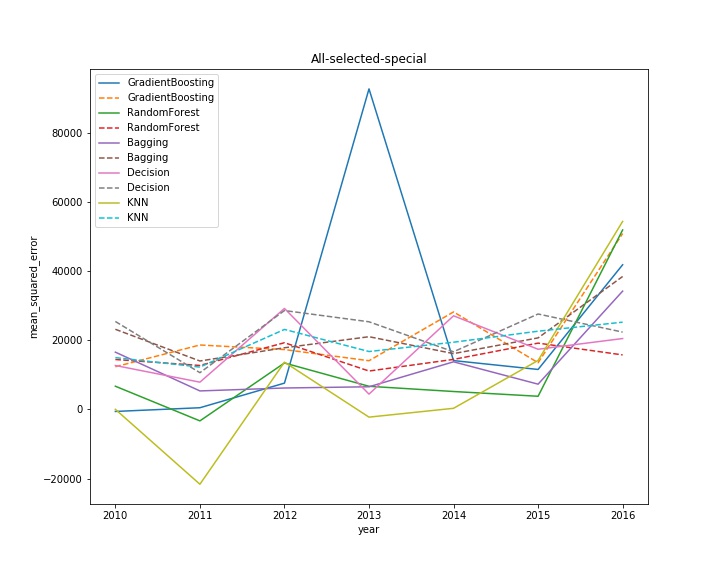 All-selected-special
GradientBoosting
GradientBoosting
RandomForest
RandomForest
Bagging
Bagging
Decision
Decision
KNN
KNN
80000
60000
40000
20000
0
−20000
mean_squared_error
2010 2011 2012 2013 2014 2015 2016
year